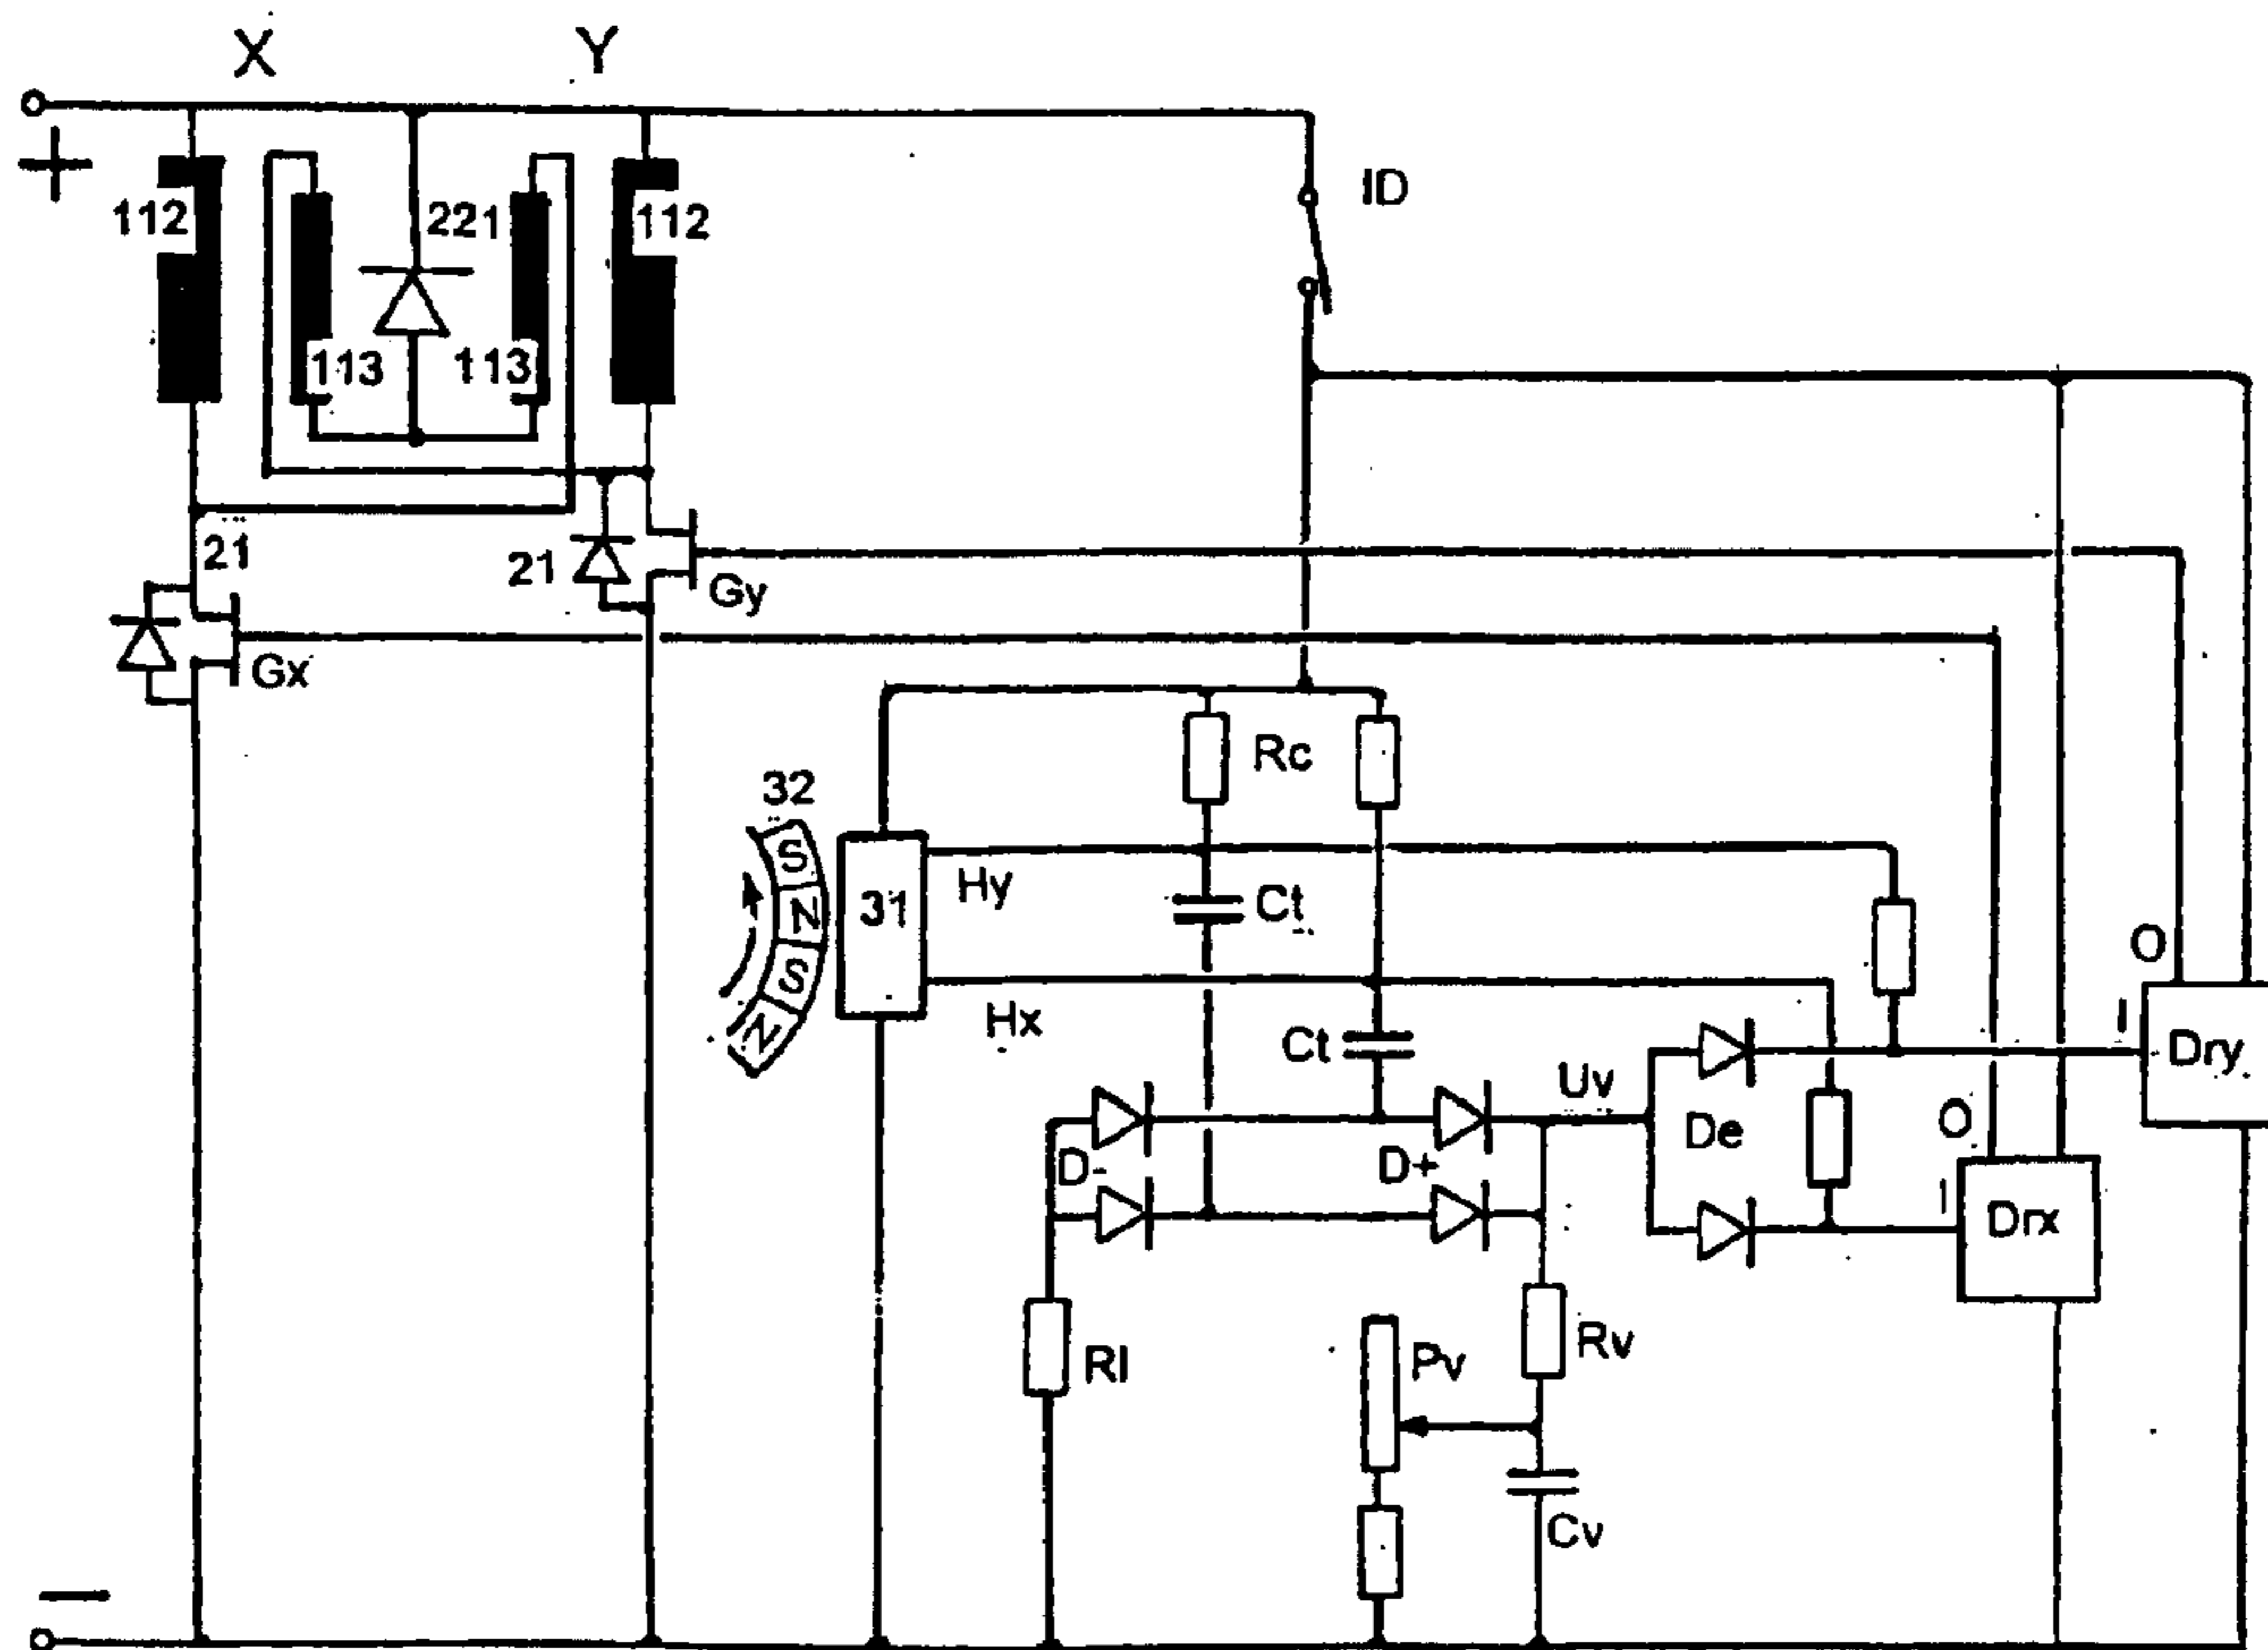 X
Y
+
ID
112
221
112
113
113
21
21
Gy
Gx
Rc
32
S
N
S
N
31
Hy
Ct
Hx
Ct
O
I
Dry
Uv
De
O
I
Drx
D-
D+
Rl
Pv
Rv
Cv
—